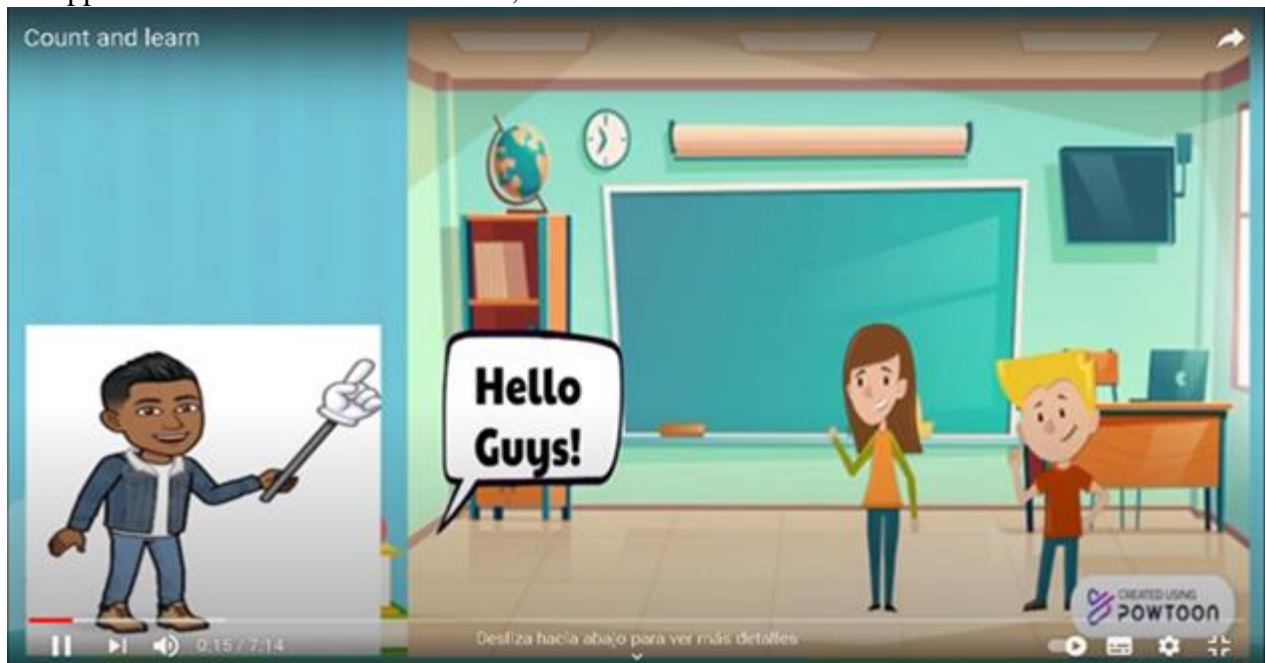 Count and learn
Hello
Guys!
CREATED USING
POWTOON
0:15 / 7:14
Desliza hacia abajo para ver más detalles